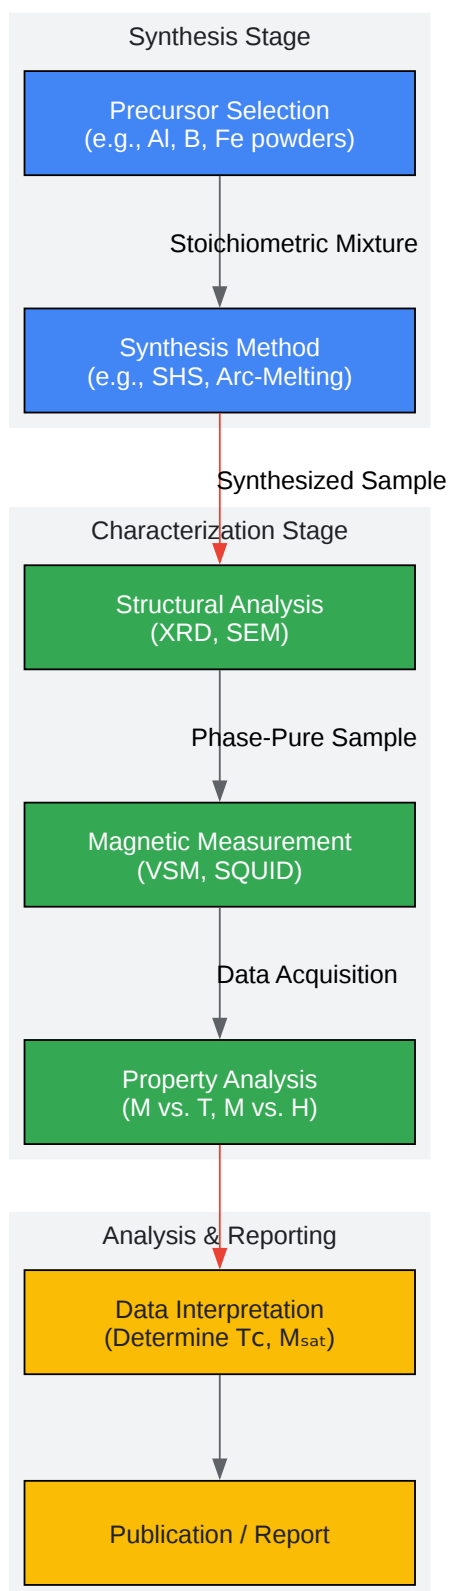 Synthesis Stage
Precursor Selection
(e.g., Al, B, Fe powders)
Stoichiometric Mixture
Synthesis Method
(e.g., SHS, Arc-Melting)
Synthesized Sample
Characterization Stage
Structural Analysis
(XRD, SEM)
Phase-Pure Sample
Magnetic Measurement
(VSM, SQUID)
Data Acquisition
Property Analysis
(M vs. T, M vs. H)
Analysis & Reporting
Data Interpretation
(Determine Tᴄ, Mₛₐₜ)
Publication / Report